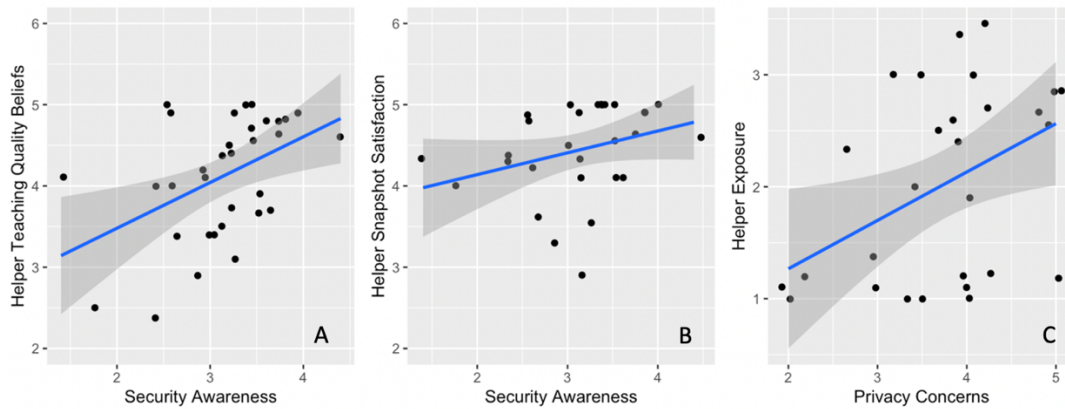 6
5
4
3
2
2
3
4
Helper Teaching Quality Beliefs
Security Awareness
A
6
5
4
3
2
2
3
4
Helper Snapshot Satisfaction
Security Awareness
B
3
2
1
2
3
4
5
Helper Exposure
Privacy Concerns
C